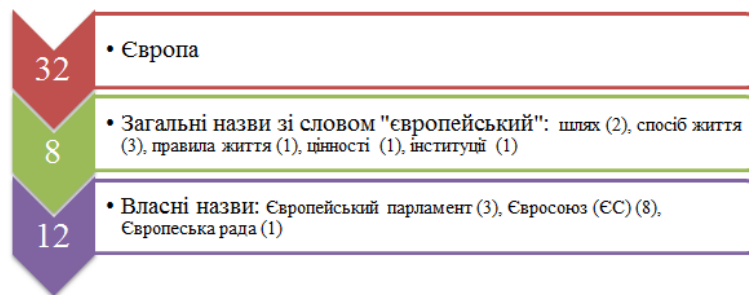 32
• Європа
8
• Загальні назви зі словом "європейський": шлях (2), спосіб життя
(3), правила життя (1), цінності (1), інституції (1)
12
• Власні назви: Європейський парламент (3), Євросоюз (ЄС) (8),
Європеська рада (1)